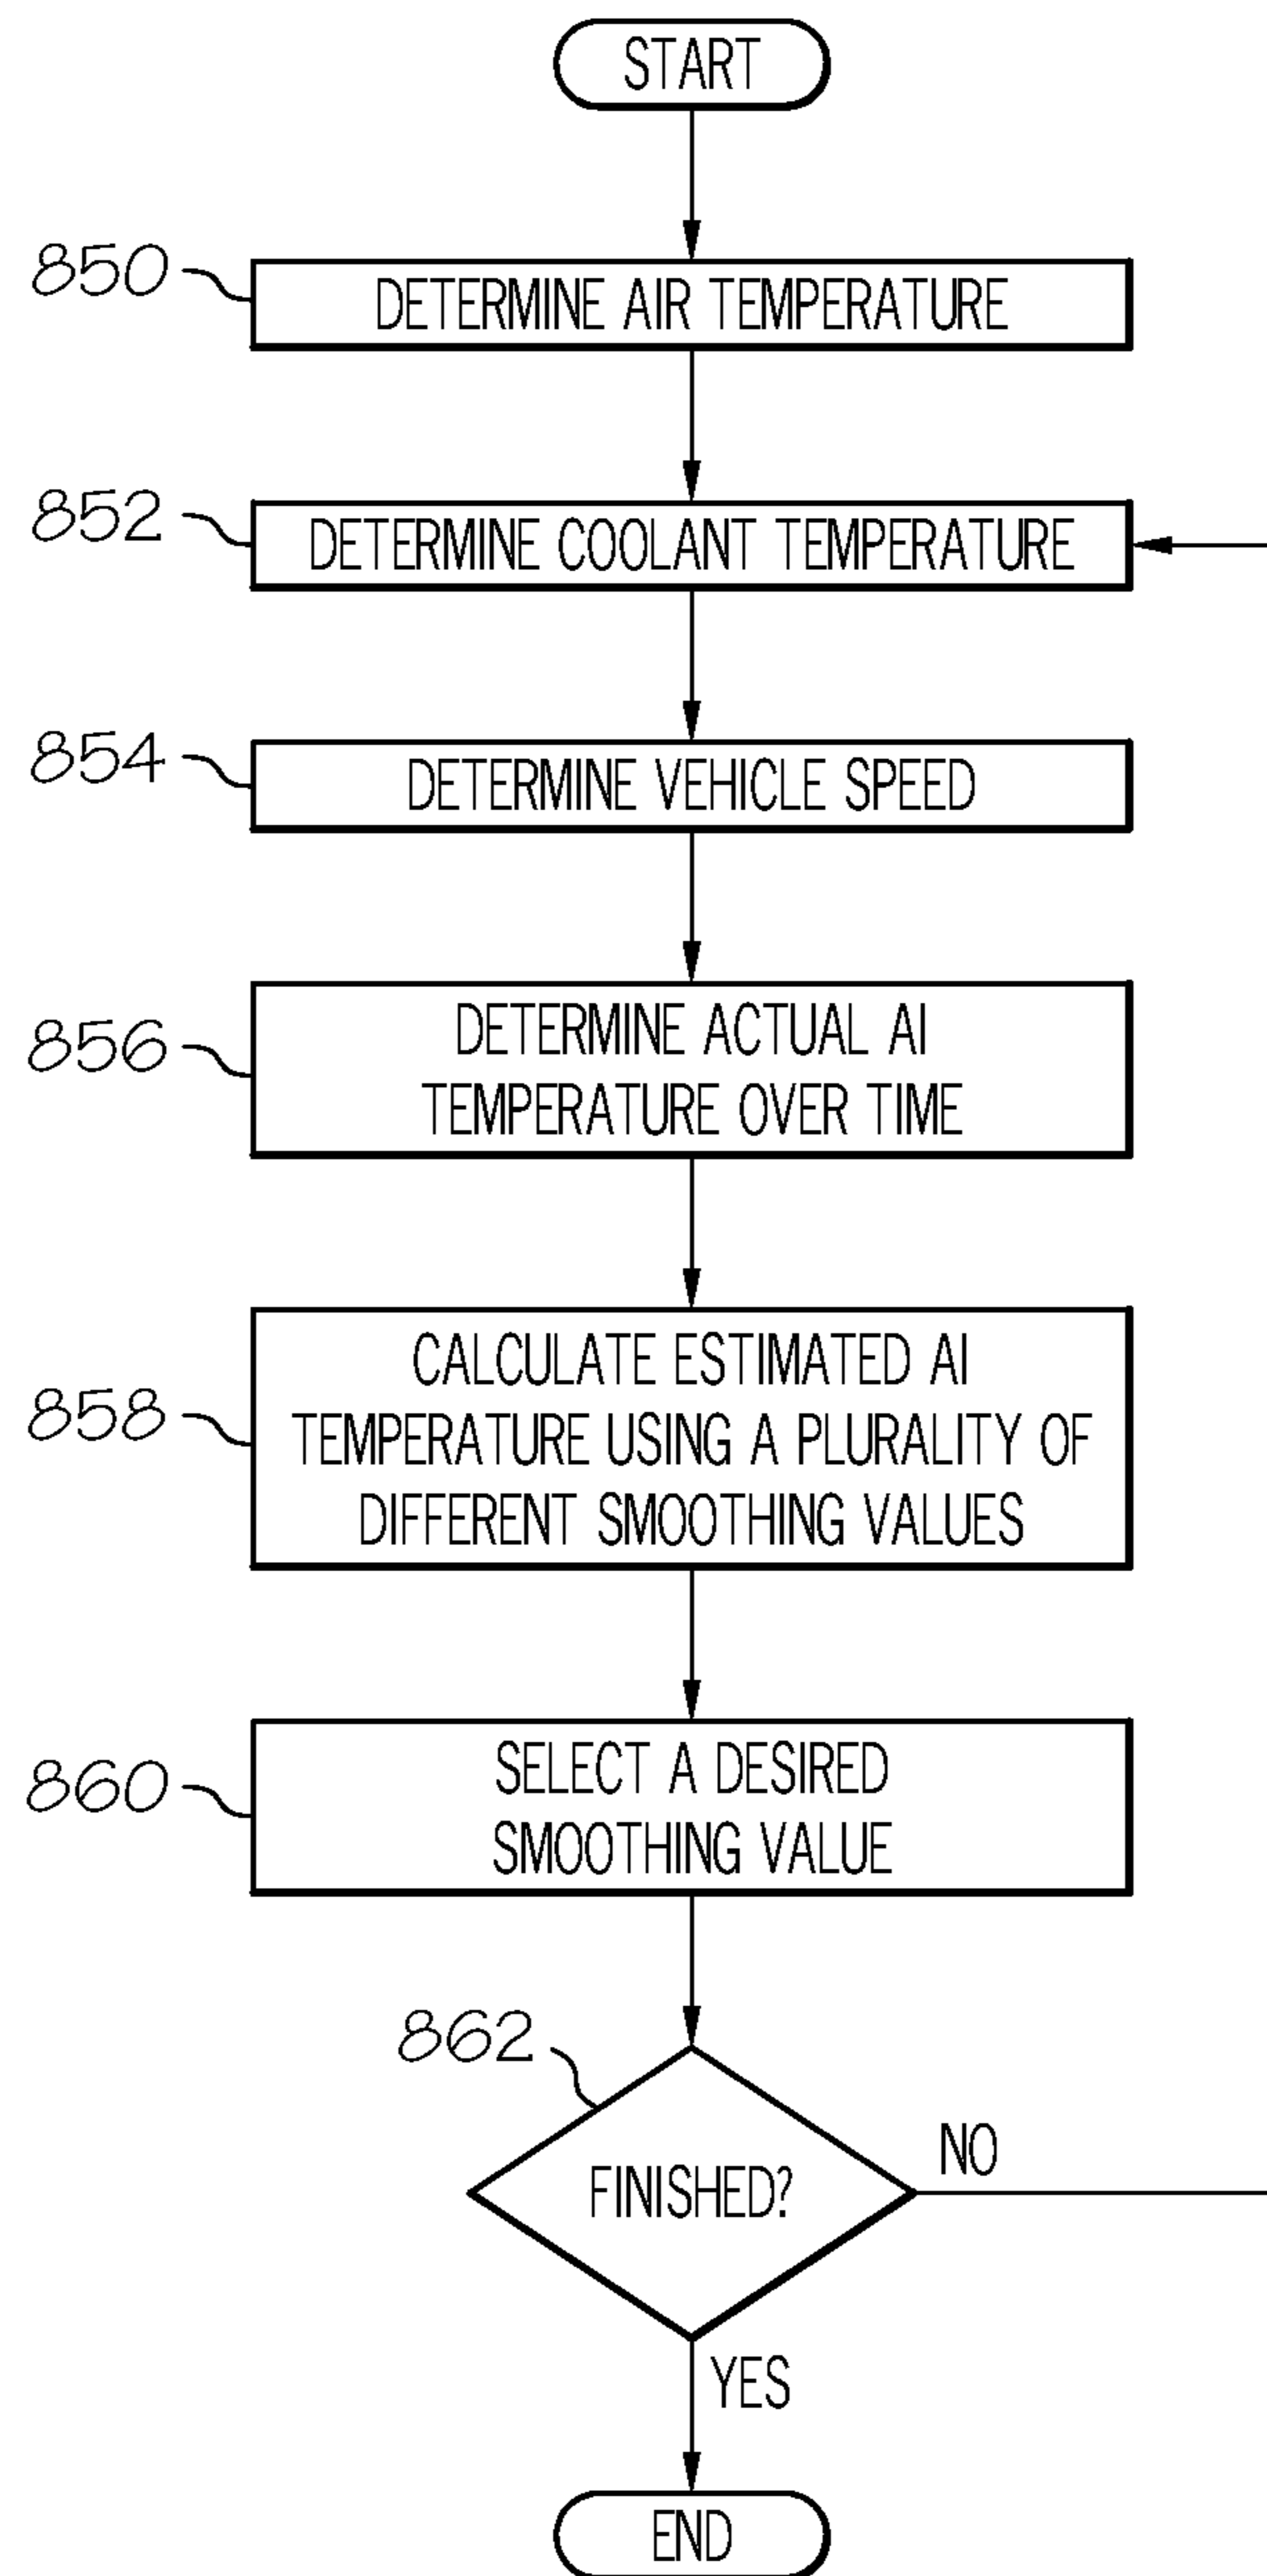 START
850
DETERMINE AIR TEMPERATURE
852
DETERMINE COOLANT TEMPERATURE
854
DETERMINE VEHICLE SPEED
856
DETERMINE ACTUAL AI
TEMPERATURE OVER TIME
858
CALCULATE ESTIMATED AI
TEMPERATURE USING A PLURALITY OF
DIFFERENT SMOOTHING VALUES
860
SELECT A DESIRED
SMOOTHING VALUE
862
FINISHED?
NO
YES
END